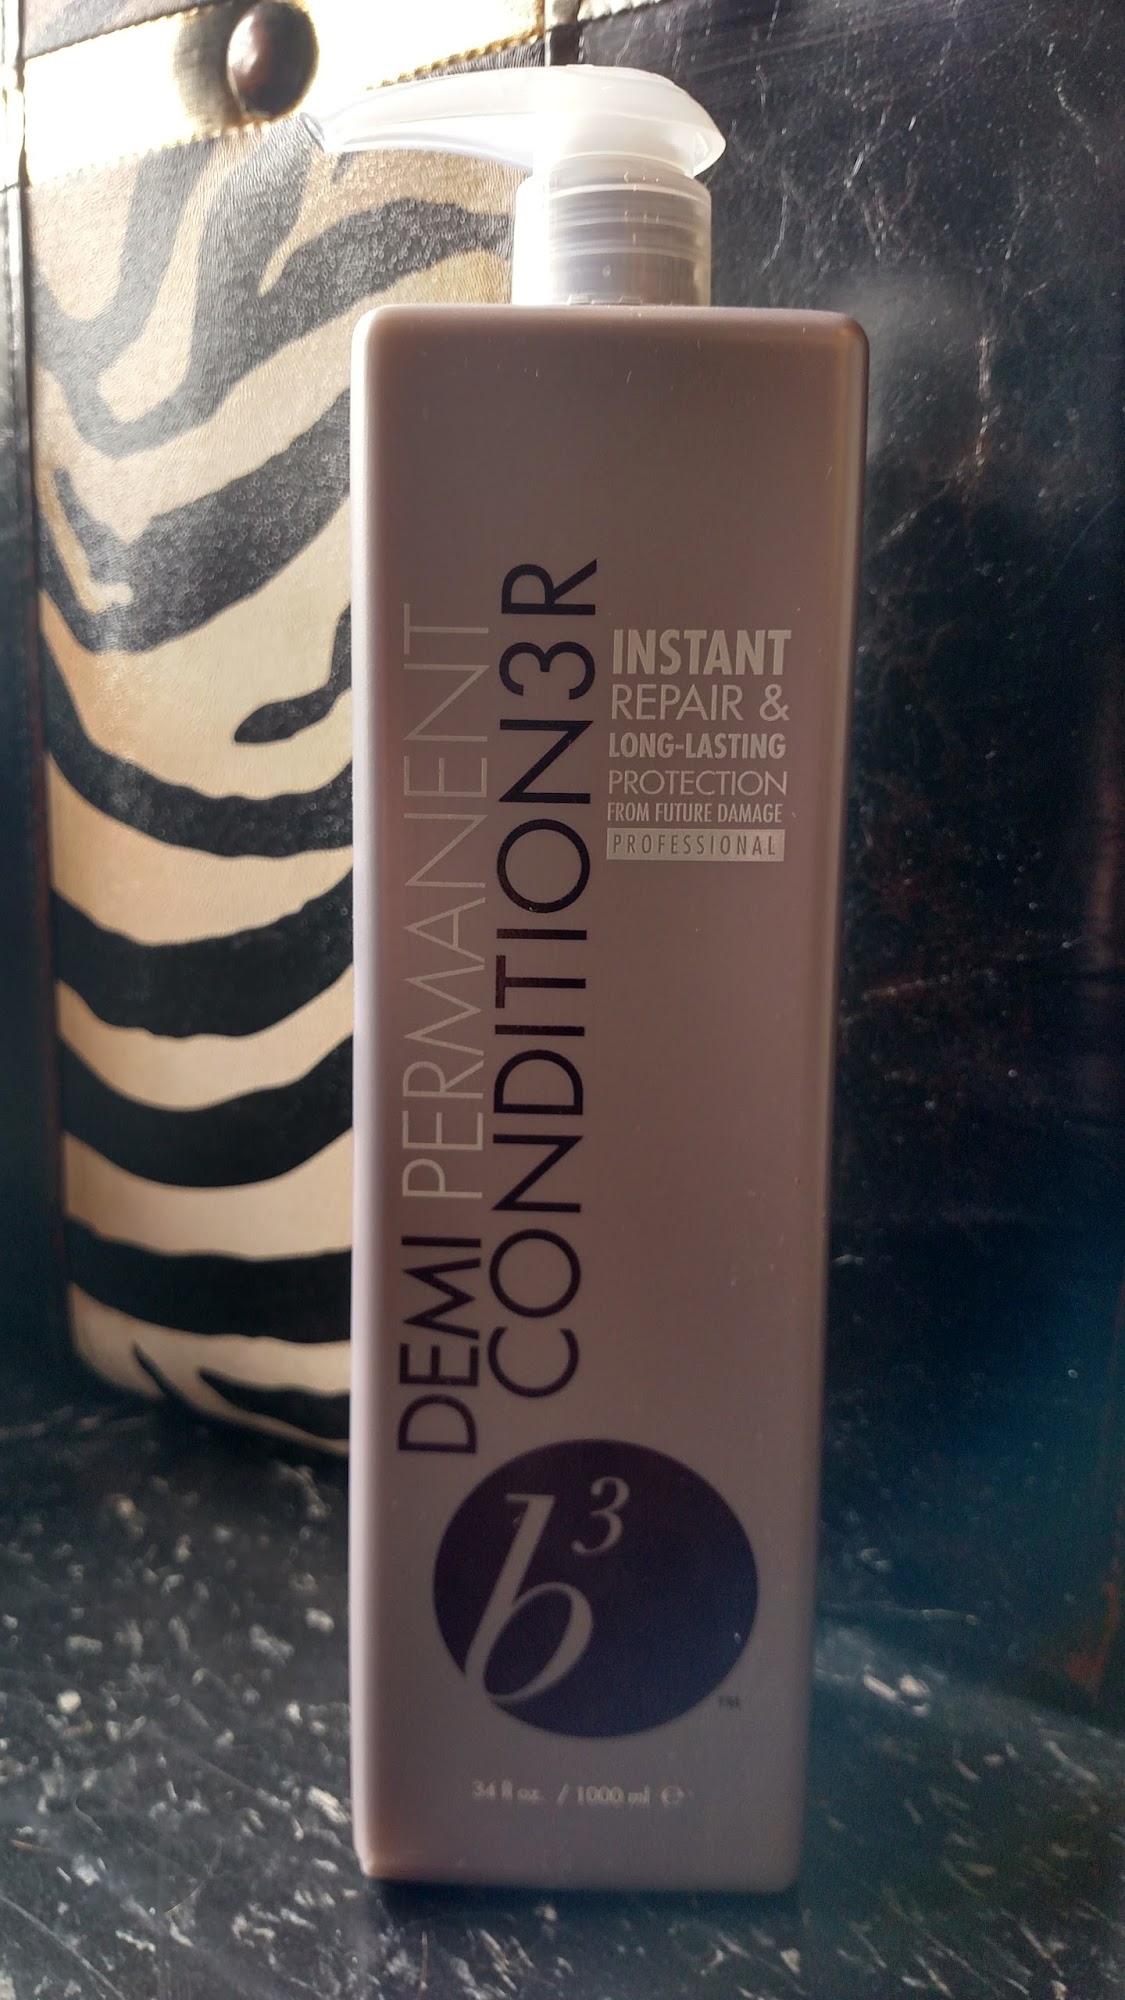 DEMI PERMANENT
CONDITION3R
INSTANT
REPAIR &
LONG-LASTING
PROTECTION
FROM FUTURE DAMAGE
PROFESSIONAL
b3
TM
34 fl oz. / 1000 ml ℮